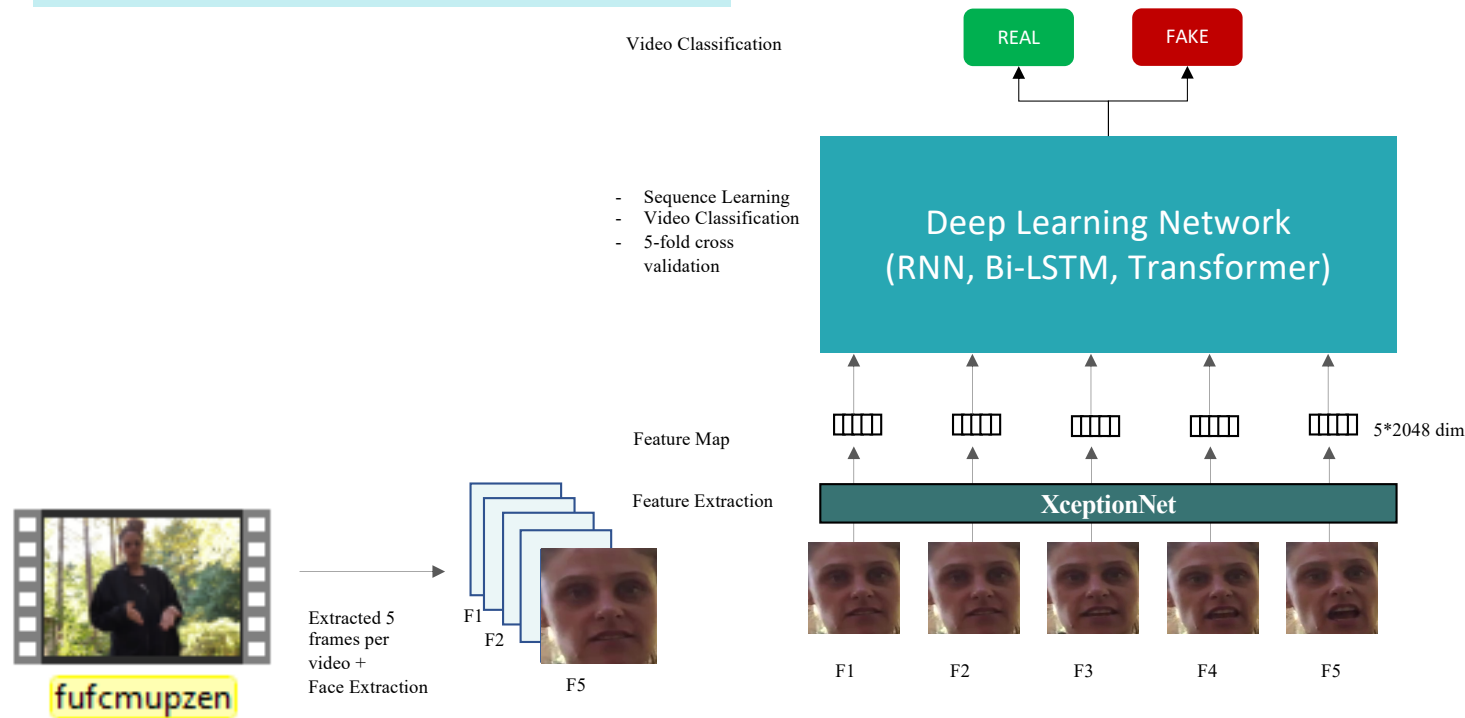 Video Classification
REAL
FAKE
- Sequence Learning
- Video Classification
- 5-fold cross
validation
Deep Learning Network
(RNN, Bi-LSTM, Transformer)
Feature Map
5*2048 dim
Feature Extraction
XceptionNet
Extracted 5
frames per
video +
Face Extraction
F1
F2
F5
F1
F2
F3
F4
F5
fufcmupzen